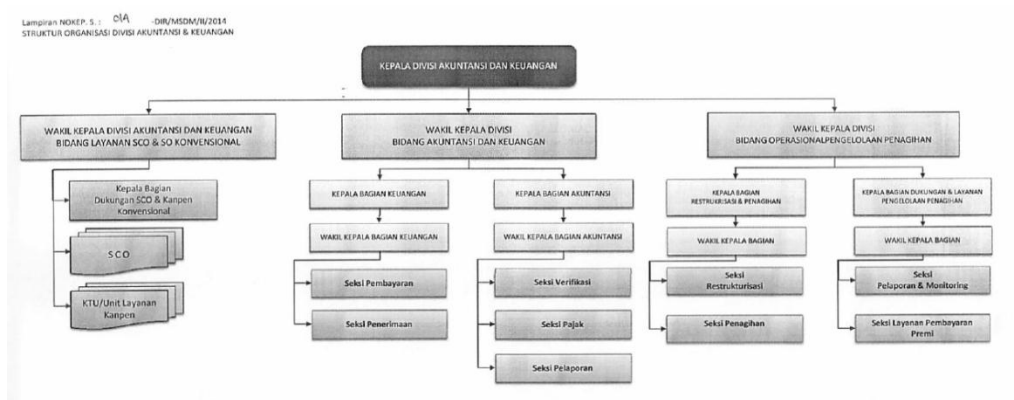 Lampiran NOKEP. S. : 01A -DIR/MSDM/II/2014
STRUKTUR ORGANISASI DIVISI AKUNTANSI & KEUANGAN
KEPALA DIVISI AKUNTANSI DAN KEUANGAN
WAKIL KEPALA DIVISI AKUNTANSI DAN KEUANGAN
BIDANG LAYANAN SCO & SO KONVENSIONAL
Kepala Bagian
Dukungan SCO & Kanpen
Konvensional
SCO
KTU/Unit Layanan
Kanpen
WAKIL KEPALA DIVISI
BIDANG AKUNTANSI DAN KEUANGAN
KEPALA BAGIAN KEUANGAN
WAKIL KEPALA BAGIAN KEUANGAN
Seksi Pembayaran
Seksi Penerimaan
KEPALA BAGIAN AKUNTANSI
WAKIL KEPALA BAGIAN AKUNTANSI
Seksi Verifikasi
Seksi Pajak
Seksi Pelaporan
WAKIL KEPALA DIVISI
BIDANG OPERASIONALPENGELOLAAN PENAGIHAN
KEPALA BAGIAN
RESTRUKRISASI & PENAGIHAN
WAKIL KEPALA BAGIAN
Seksi
Restrukturisasi
Seksi Penagihan
KEPALA BAGIAN DUKUNGAN & LAYANAN
PENGELOLAAN PENAGIHAN
WAKIL KEPALA BAGIAN
Seksi
Pelaporan & Monitoring
Seksi Layanan Pembayaran
Premi